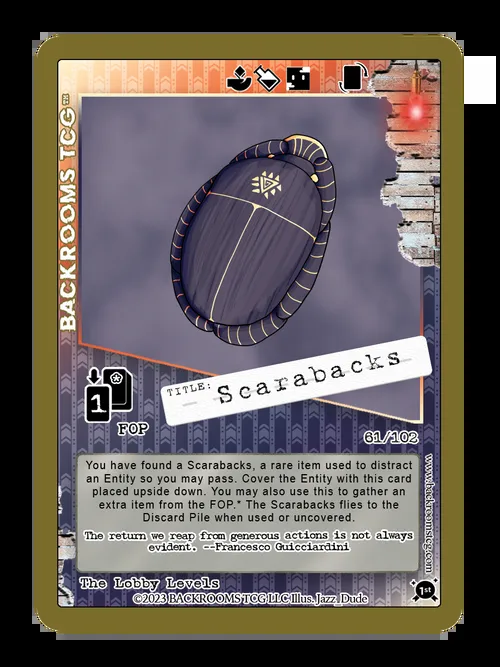 BACKROOMS TCG™
TITLE: Scarabacks
1
FOP
61/102
You have found a Scarabacks, a rare item used to distract
an Entity so you may pass. Cover the Entity with this card
placed upside down. You may also use this to gather an
extra item from the FOP.* The Scarabacks flies to the
Discard Pile when used or uncovered.
The return we reap from generous actions is not always
evident. --Francesco Guicciardini
www.backroomstcg.com
The Lobby Levels
©2023 BACKROOMS TCG LLC Illus. Jazz_Dude
1st